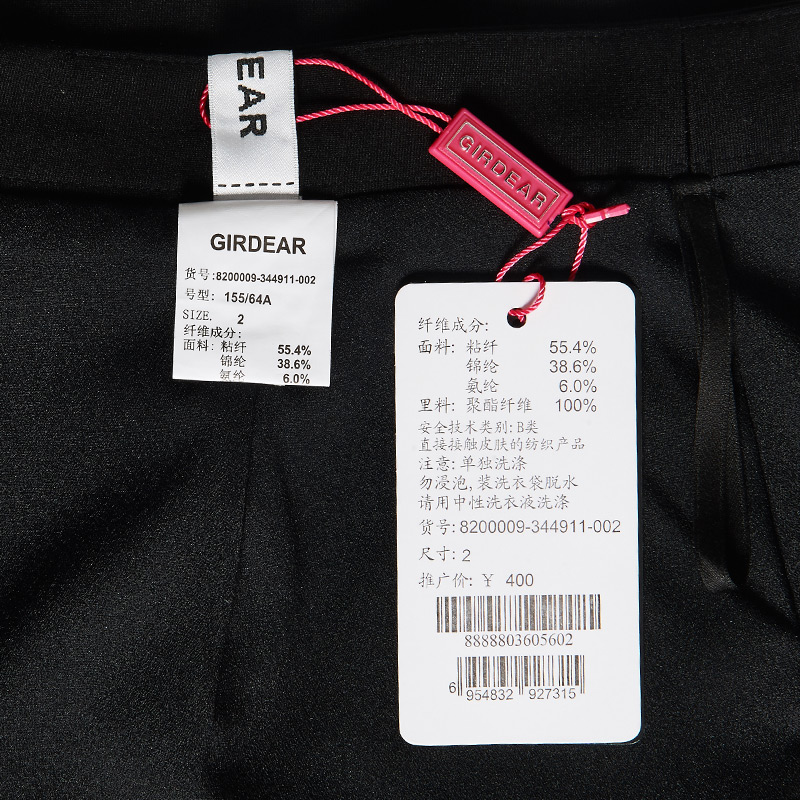 EAR
GIRDEAR
GIRDEAR
货号:8200009-344911-002
号型: 155/64A
SIZE. 2
纤维成分:
面料: 粘纤 55.4%
锦纶 38.6%
氨纶 6.0%
纤维成分:
面料: 粘纤 55.4%
锦纶 38.6%
氨纶 6.0%
里料: 聚酯纤维 100%
安全技术类别: B类
直接接触皮肤的纺织产品
注意: 单独洗涤
勿浸泡, 装洗衣袋脱水
请用中性洗衣液洗涤
货号: 8200009-344911-002
尺寸: 2
推广价: ¥ 400
8888803605602
6 954832 927315